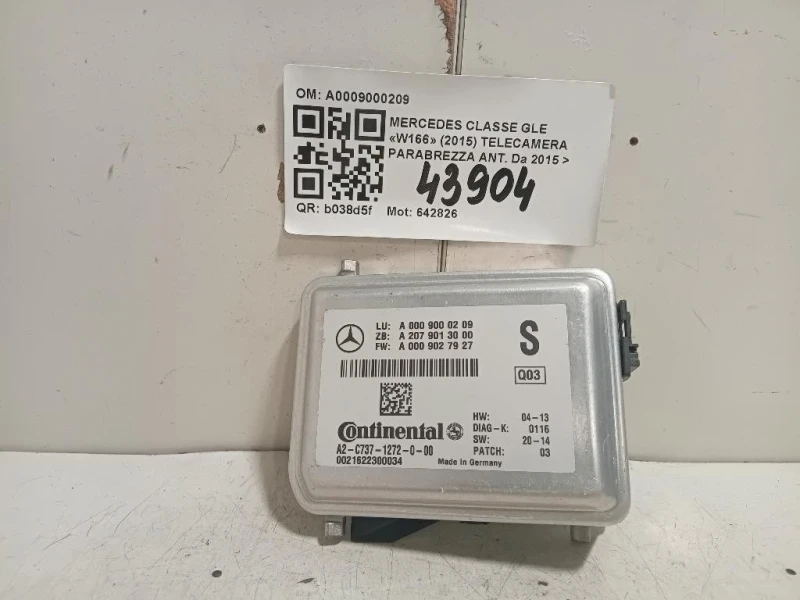 OM: A0009000209
MERCEDES CLASSE GLE
«W166» (2015) TELECAMERA
PARABREZZA ANT. Da 2015 >
43904
QR: b038d5f Mot: 642826
LU: A 000 900 02 09
ZB: A 207 901 30 00
FW: A 000 902 79 27
S
Q03
Continental
A2-C737-1272-0-00
0021622300034
HW: 04-13
DIAG-K: 0116
SW: 20-14
PATCH: 03
Made in Germany